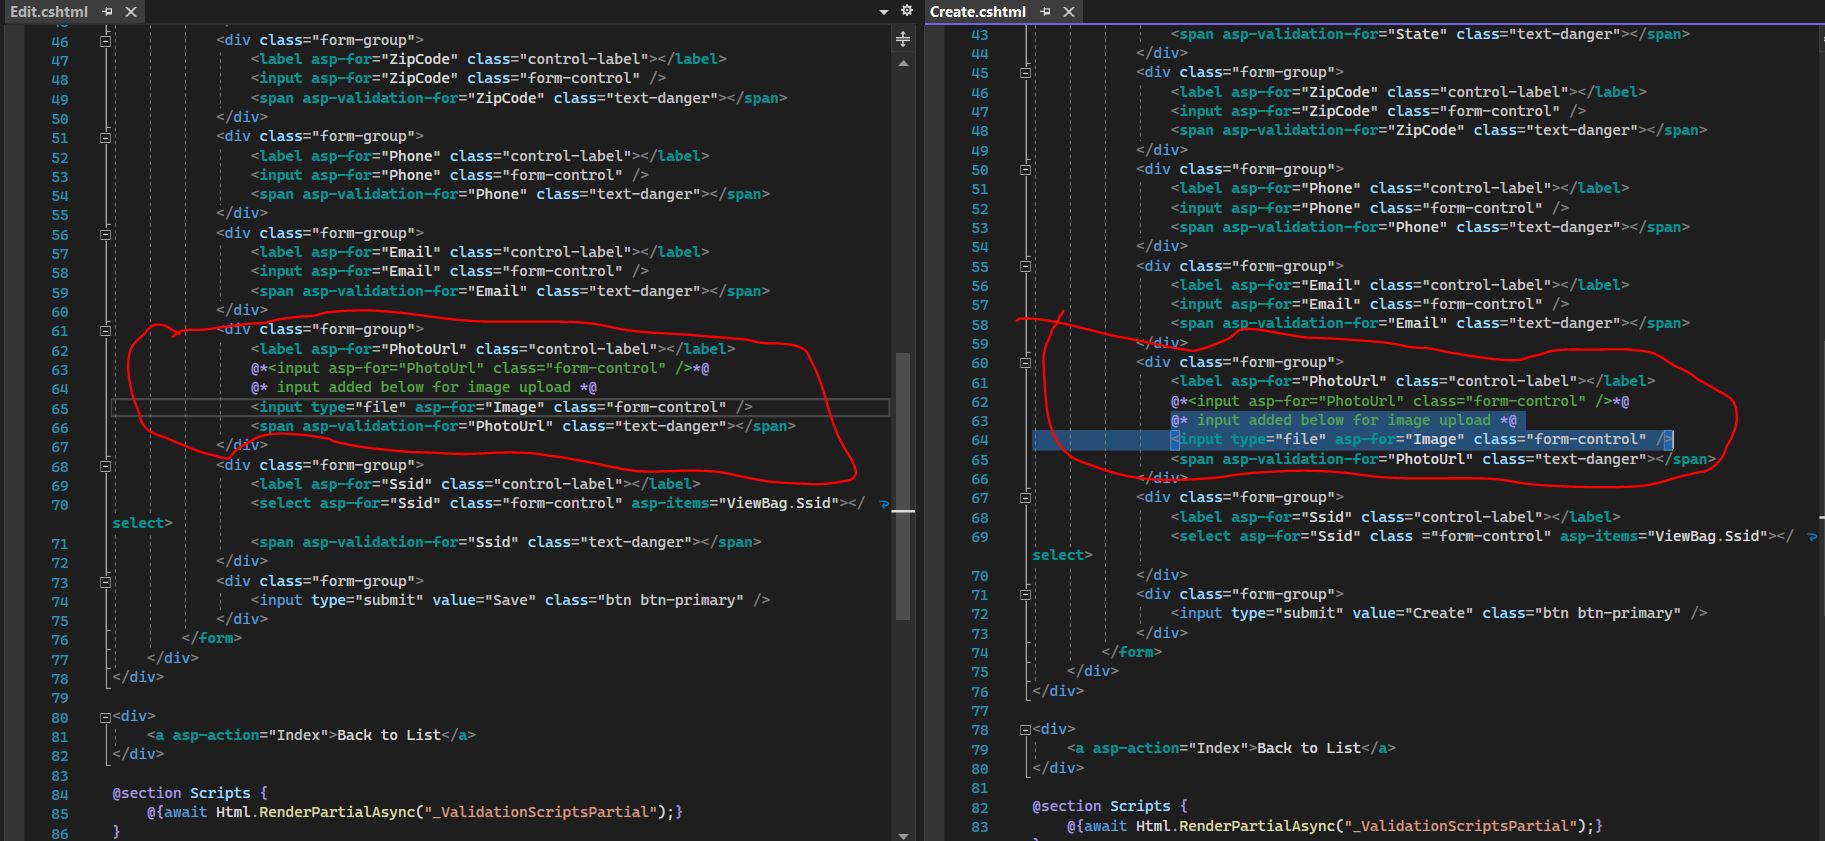 Edit.cshtml
46 <div class="form-group">
47 <label asp-for="ZipCode" class="control-label"></label>
48 <input asp-for="ZipCode" class="form-control" />
49 <span asp-validation-for="ZipCode" class="text-danger"></span>
50 </div>
51 <div class="form-group">
52 <label asp-for="Phone" class="control-label"></label>
53 <input asp-for="Phone" class="form-control" />
54 <span asp-validation-for="Phone" class="text-danger"></span>
55 </div>
56 <div class="form-group">
57 <label asp-for="Email" class="control-label"></label>
58 <input asp-for="Email" class="form-control" />
59 <span asp-validation-for="Email" class="text-danger"></span>
60 </div>
61 <div class="form-group">
62 <label asp-for="PhotoUrl" class="control-label"></label>
63 @*<input asp-for="PhotoUrl" class="form-control" />*@
64 @* input added below for image upload *@
65 <input type="file" asp-for="Image" class="form-control" />
66 <span asp-validation-for="PhotoUrl" class="text-danger"></span>
67 </div>
68 <div class="form-group">
69 <label asp-for="Ssid" class="control-label"></label>
70 <select asp-for="Ssid" class="form-control" asp-items="ViewBag.Ssid"></
select>
71 <span asp-validation-for="Ssid" class="text-danger"></span>
72 </div>
73 <div class="form-group">
74 <input type="submit" value="Save" class="btn btn-primary" />
75 </div>
76 </form>
77 </div>
78 </div>
79
80 <div>
81 <a asp-action="Index">Back to List</a>
82 </div>
83
84 @section Scripts {
85 @{await Html.RenderPartialAsync("_ValidationScriptsPartial");}
86 }
Create.cshtml
43 <span asp-validation-for="State" class="text-danger"></span>
44 </div>
45 <div class="form-group">
46 <label asp-for="ZipCode" class="control-label"></label>
47 <input asp-for="ZipCode" class="form-control" />
48 <span asp-validation-for="ZipCode" class="text-danger"></span>
49 </div>
50 <div class="form-group">
51 <label asp-for="Phone" class="control-label"></label>
52 <input asp-for="Phone" class="form-control" />
53 <span asp-validation-for="Phone" class="text-danger"></span>
54 </div>
55 <div class="form-group">
56 <label asp-for="Email" class="control-label"></label>
57 <input asp-for="Email" class="form-control" />
58 <span asp-validation-for="Email" class="text-danger"></span>
59 </div>
60 <div class="form-group">
61 <label asp-for="PhotoUrl" class="control-label"></label>
62 @*<input asp-for="PhotoUrl" class="form-control" />*@
63 @* input added below for image upload *@
64 <input type="file" asp-for="Image" class="form-control" />
65 <span asp-validation-for="PhotoUrl" class="text-danger"></span>
66 </div>
67 <div class="form-group">
68 <label asp-for="Ssid" class="control-label"></label>
69 <select asp-for="Ssid" class ="form-control" asp-items="ViewBag.Ssid"></
select>
70 </div>
71 <div class="form-group">
72 <input type="submit" value="Create" class="btn btn-primary" />
73 </div>
74 </form>
75 </div>
76 </div>
77
78 <div>
79 <a asp-action="Index">Back to List</a>
80 </div>
81
82 @section Scripts {
83 @{await Html.RenderPartialAsync("_ValidationScriptsPartial");}